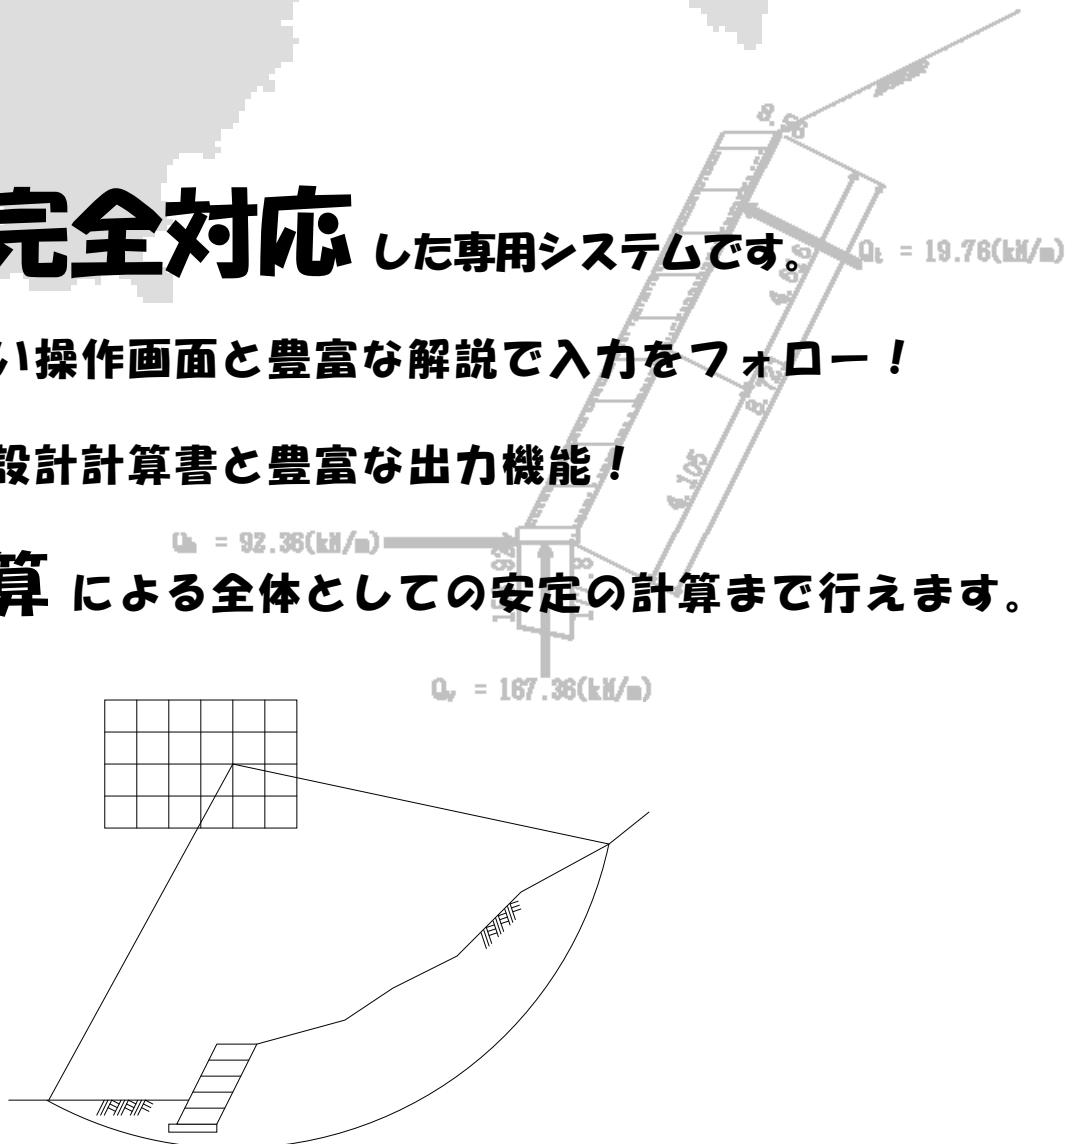 8.56
完全対応 した専用システムです。
Qt = 19.76(kN/m)
い操作画面と豊富な解説で入力をフォロー！
4.105
設計計算書と豊富な出力機能！
Qh = 92.36(kN/m)
算 による全体としての安定の計算まで行えます。
Qv = 167.36(kN/m)